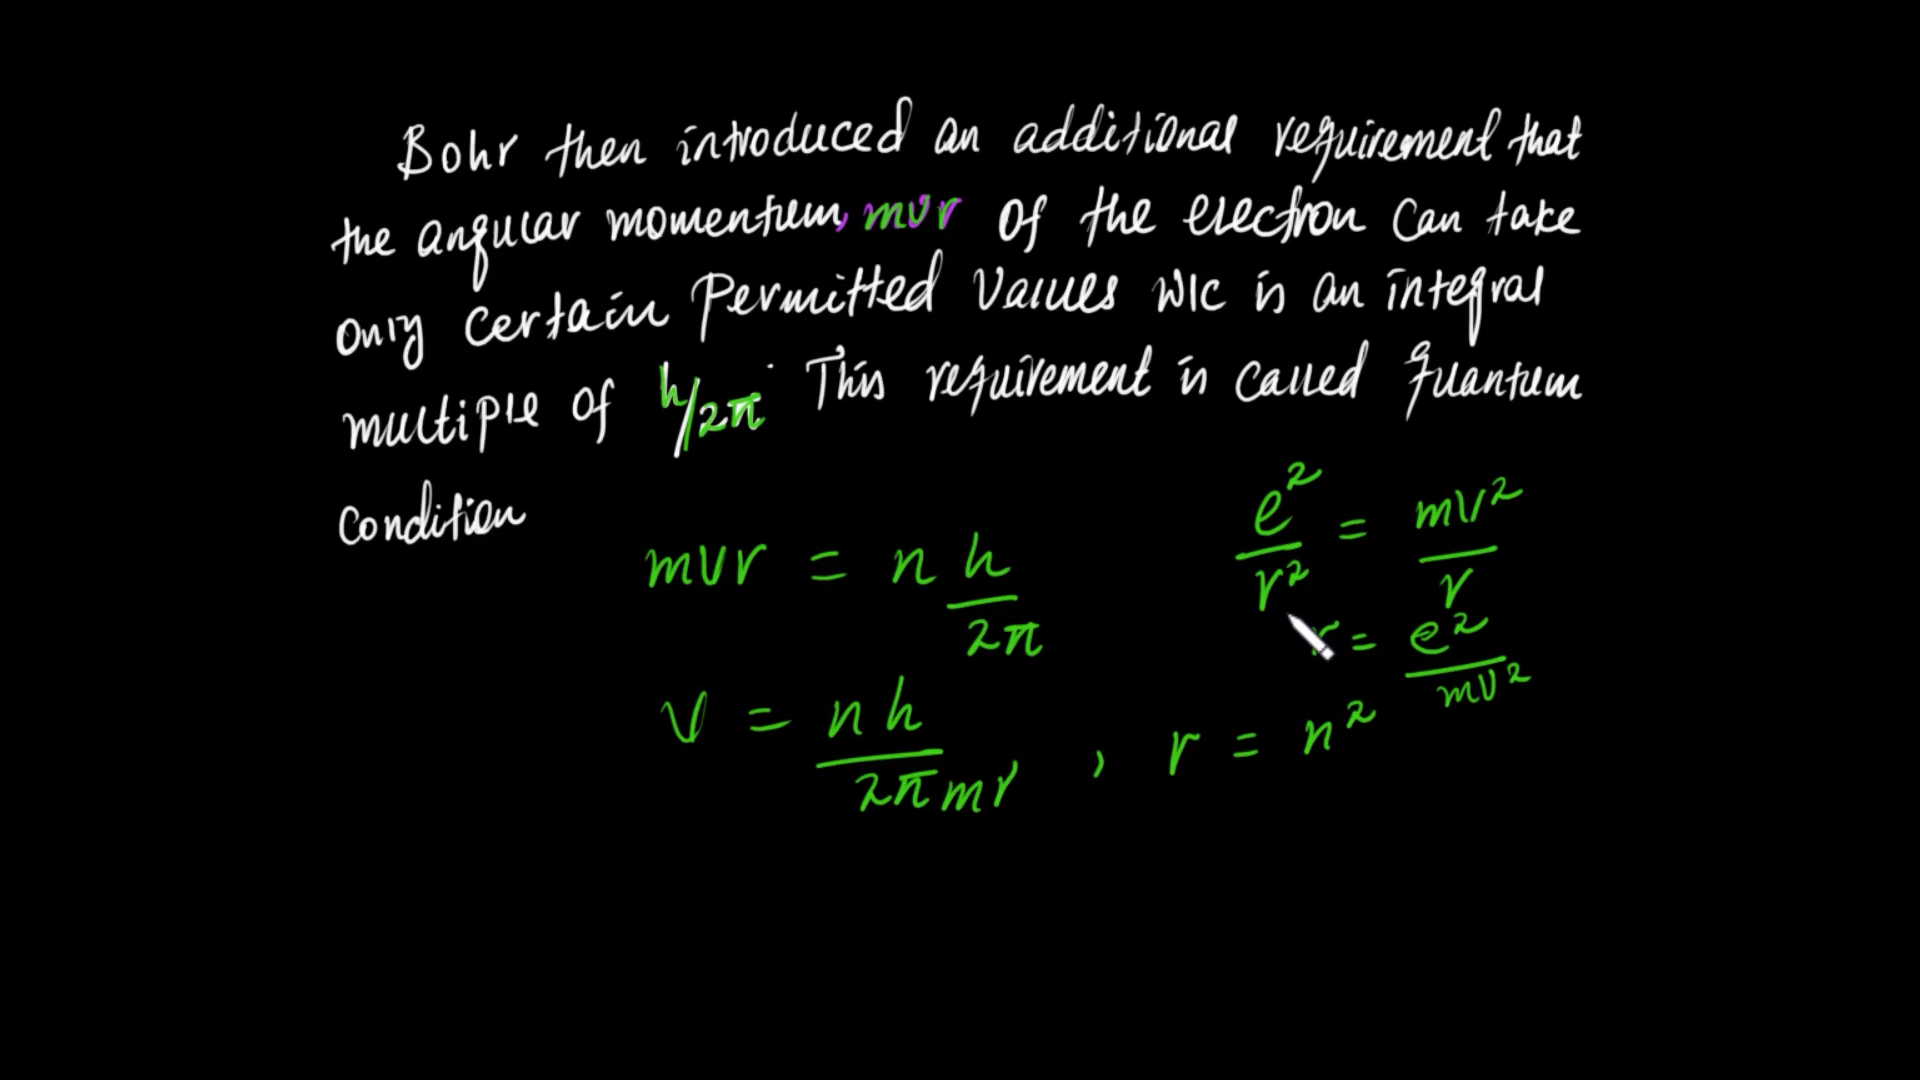 Bohr then introduced an additional requirement that
the angular momentum, mvr of the electron can take
only certain permitted values wic is an integral
multiple of h/2π. This requirement is called quantum
condition
mvr = n h/2π
e²/r² = mv²/r
r = e²/mv²
v = nh/2πmr , r = n²